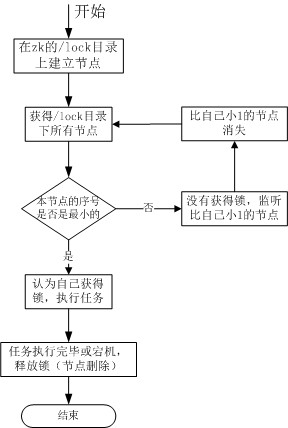 开始
在zk的/lock目录
上建立节点
获得/lock目录
下所有节点
比自己小1的节点
消失
本节点的序号
是否是最小的
否
没有获得锁，监听
比自己小1的节点
是
认为自己获得
锁，执行任务
任务执行完毕或宕机，
释放锁（节点删除）
结束